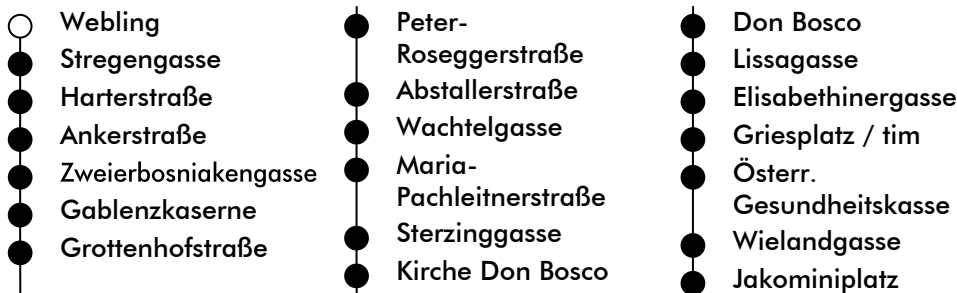 Webling
Stregengasse
Harterstraße
Ankerstraße
Zweierbosniakengasse
Gablenzkaserne
Grottenhofstraße
Peter-
Roseggerstraße
Abstallerstraße
Wachtelgasse
Maria-
Pachleitnerstraße
Sterzinggasse
Kirche Don Bosco
Don Bosco
Lissagasse
Elisabethinergasse
Griesplatz / tim
Österr.
Gesundheitskasse
Wielandgasse
Jakominiplatz